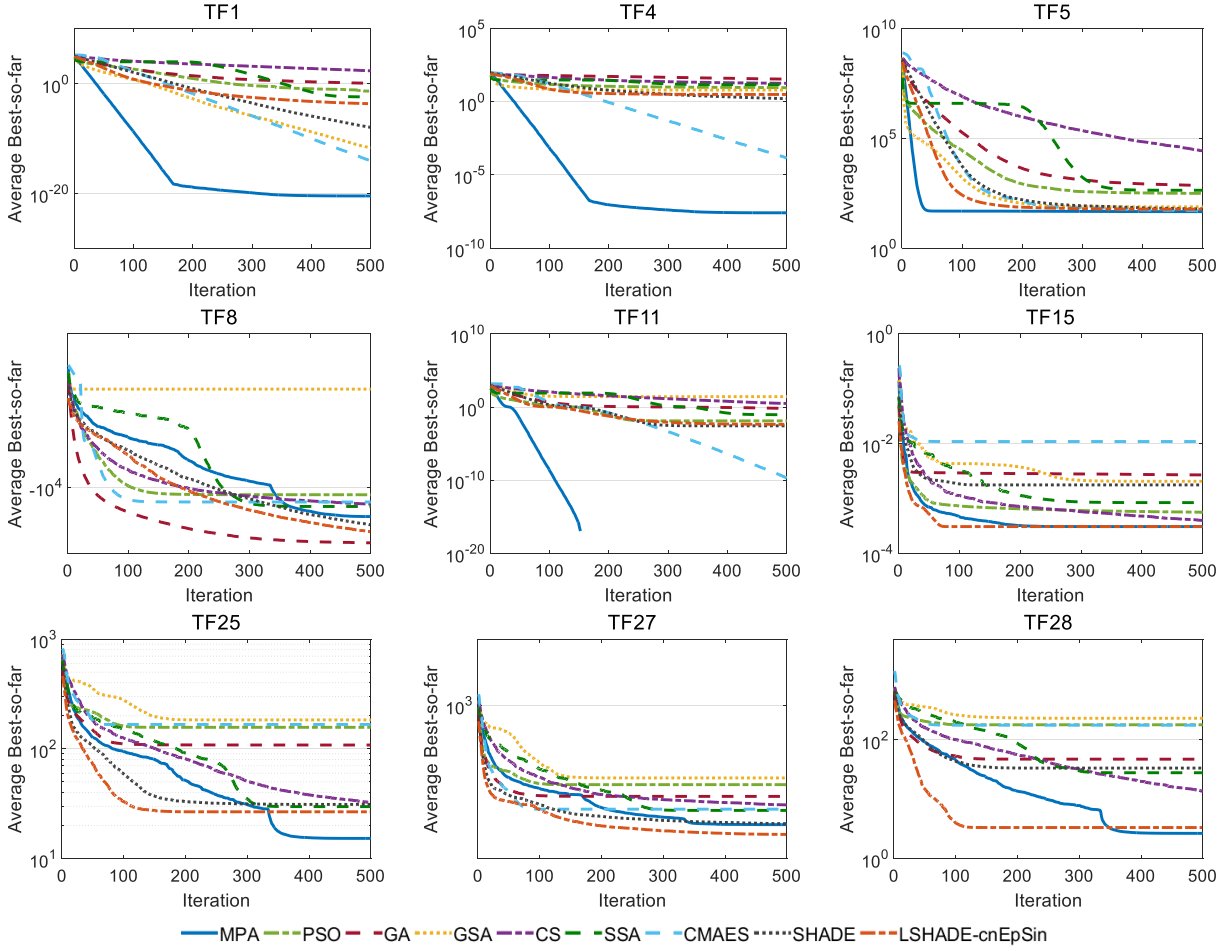 TF1
TF4
TF5
Average Best-so-far
10^0
10^-20
0 100 200 300 400 500
Iteration
Average Best-so-far
10^5
10^0
10^-5
10^-10
0 100 200 300 400 500
Iteration
Average Best-so-far
10^10
10^5
10^0
0 100 200 300 400 500
Iteration
TF8
TF11
TF15
Average Best-so-far
-10^4
0 100 200 300 400 500
Iteration
Average Best-so-far
10^10
10^0
10^-10
10^-20
0 100 200 300 400 500
Iteration
Average Best-so-far
10^0
10^-2
10^-4
0 100 200 300 400 500
Iteration
TF25
TF27
TF28
Average Best-so-far
10^3
10^2
10^1
0 100 200 300 400 500
Iteration
Average Best-so-far
10^3
0 100 200 300 400 500
Iteration
Average Best-so-far
10^2
10^0
0 100 200 300 400 500
Iteration
MPA PSO GA GSA CS SSA CMAES SHADE LSHADE-cnEpSin